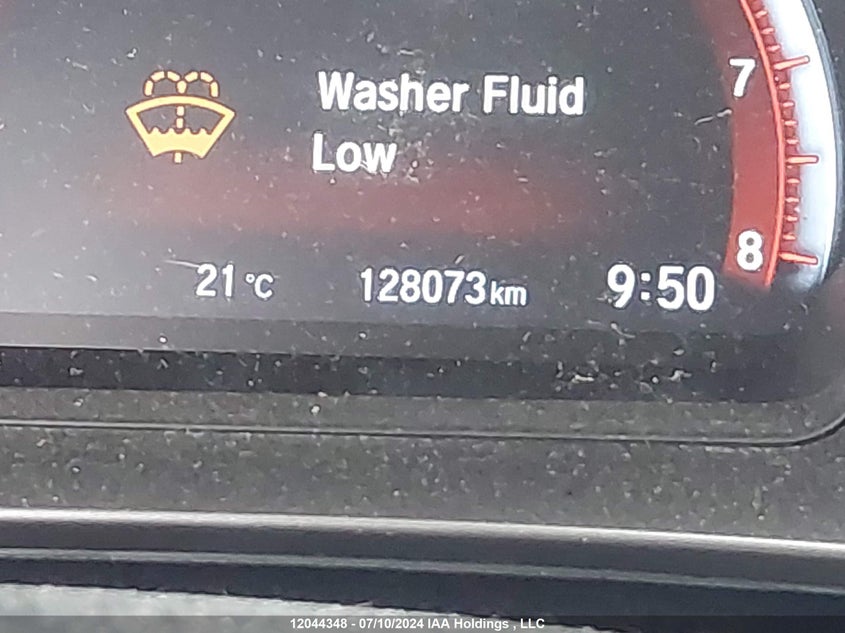 Washer Fluid
Low
7
8
21 °C 128073 km 9:50
12044348 - 07/10/2024 IAA Holdings , LLC